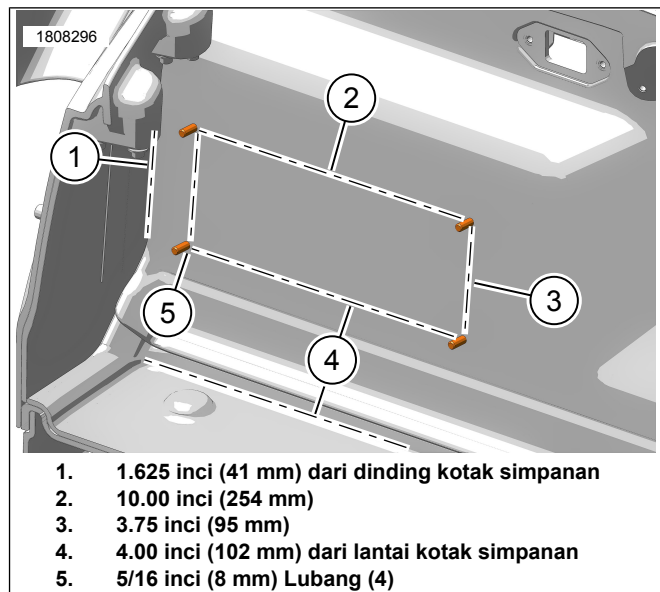 1808296
2
1
3
5
4
1. 1.625 inci (41 mm) dari dinding kotak simpanan
2. 10.00 inci (254 mm)
3. 3.75 inci (95 mm)
4. 4.00 inci (102 mm) dari lantai kotak simpanan
5. 5/16 inci (8 mm) Lubang (4)